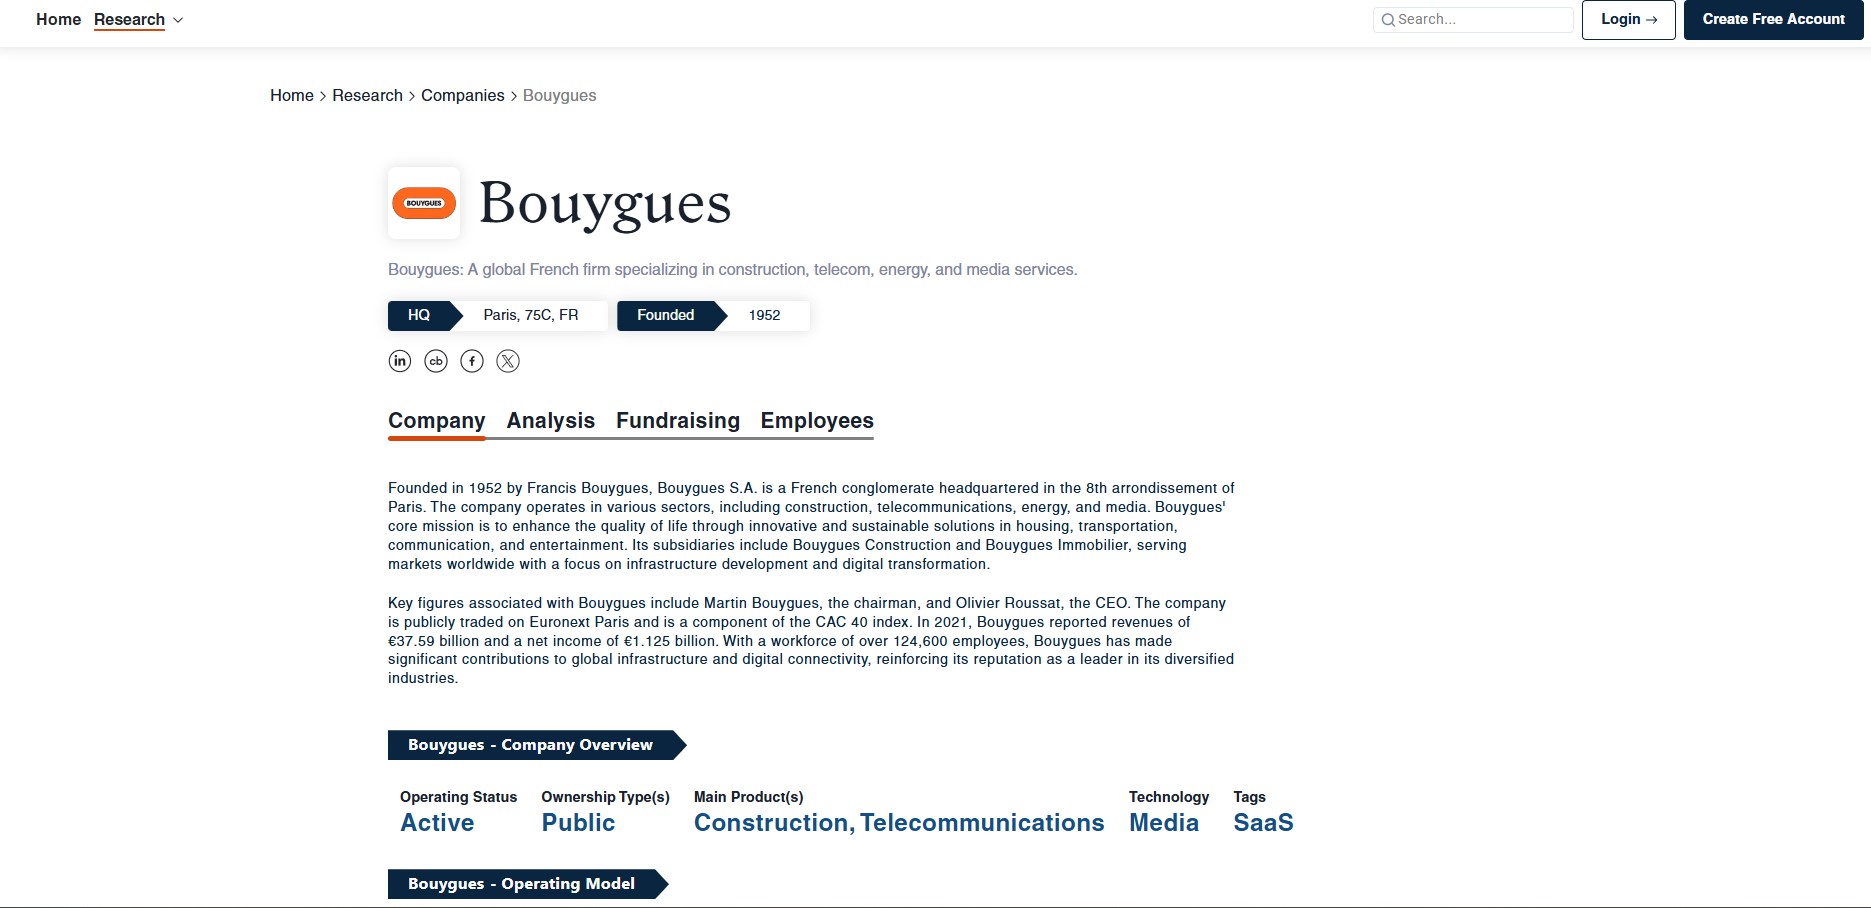 Home Research
Search...
Login →
Create Free Account
Home > Research > Companies > Bouygues
BOUYGUES
Bouygues
Bouygues: A global French firm specializing in construction, telecom, energy, and media services.
HQ Paris, 75C, FR Founded 1952
in cb f X
Company Analysis Fundraising Employees
Founded in 1952 by Francis Bouygues, Bouygues S.A. is a French conglomerate headquartered in the 8th arrondissement of
Paris. The company operates in various sectors, including construction, telecommunications, energy, and media. Bouygues'
core mission is to enhance the quality of life through innovative and sustainable solutions in housing, transportation,
communication, and entertainment. Its subsidiaries include Bouygues Construction and Bouygues Immobilier, serving
markets worldwide with a focus on infrastructure development and digital transformation.
Key figures associated with Bouygues include Martin Bouygues, the chairman, and Olivier Roussat, the CEO. The company
is publicly traded on Euronext Paris and is a component of the CAC 40 index. In 2021, Bouygues reported revenues of
€37.59 billion and a net income of €1.125 billion. With a workforce of over 124,600 employees, Bouygues has made
significant contributions to global infrastructure and digital connectivity, reinforcing its reputation as a leader in its diversified
industries.
Bouygues - Company Overview
Operating Status Ownership Type(s) Main Product(s) Technology Tags
Active Public Construction, Telecommunications Media SaaS
Bouygues - Operating Model